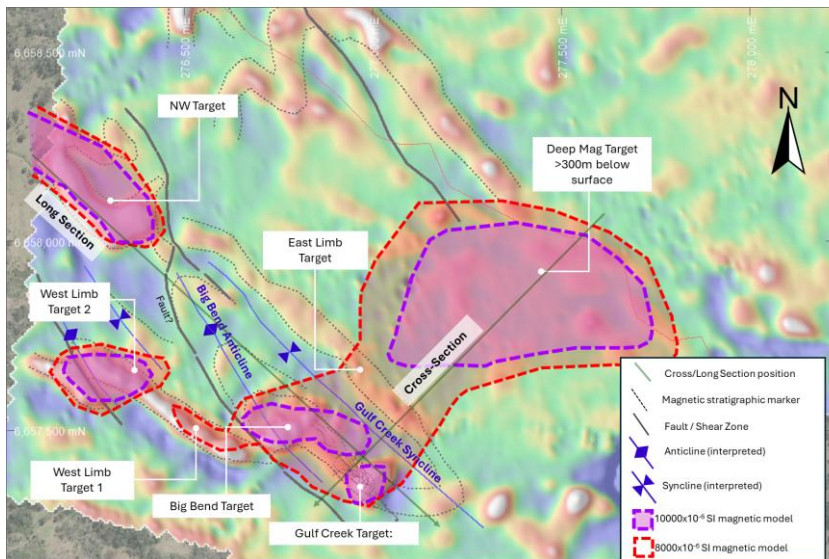 276,500 mE
277,000 mE
277,500 mE
278,000 mE
6,658,500 mN
NW Target
N
Deep Mag Target
>300m below
surface
Long Section
6,658,000 mN
East Limb
Target
West Limb
Target 2
Fault?
Big Bend Anticline
Cross-Section
Gulf Creek Syncline
6,657,500 mN
West Limb
Target 1
Big Bend Target
Gulf Creek Target:
Cross/Long Section position
Magnetic stratigraphic marker
Fault / Shear Zone
Anticline (interpreted)
Syncline (interpreted)
10000x10⁻⁶ SI magnetic model
8000x10⁻⁶ SI magnetic model